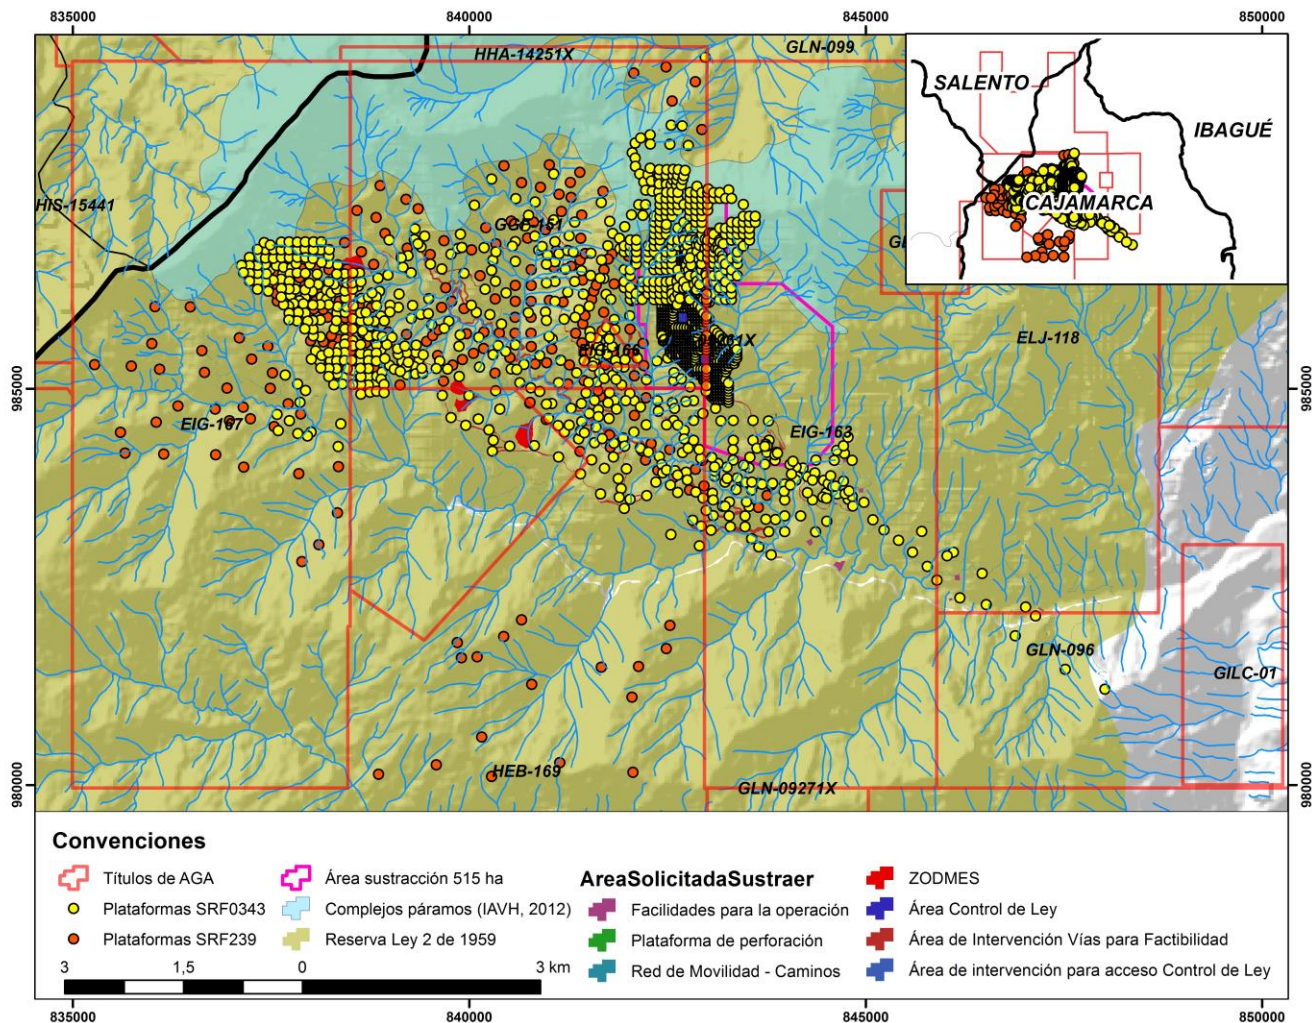 835000
840000
845000
850000
HHA-14251X
GLN-099
SALENTO
IBAGUÉ
CAJAMARCA
HIS-15441
ELJ-118
EIG-163
EIG-167
985000
985000
GLN-096
GILC-01
HEB-169
GLN-09271X
980000
980000
Convenciones
Títulos de AGA
Plataformas SRF0343
Plataformas SRF239
Área sustracción 515 ha
Complejos páramos (IAVH, 2012)
Reserva Ley 2 de 1959
AreaSolicitadaSustraer
Facilidades para la operación
Plataforma de perforación
Red de Movilidad - Caminos
ZODMES
Área Control de Ley
Área de Intervención Vías para Factibilidad
Área de intervención para acceso Control de Ley
3
1,5
0
3 km
835000
840000
845000
850000